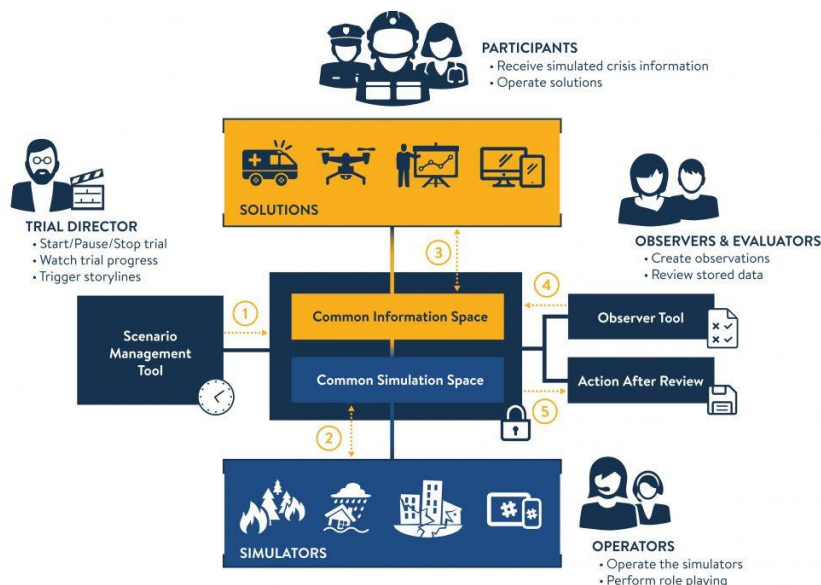 PARTICIPANTS
• Receive simulated crisis information
• Operate solutions
SOLUTIONS
TRIAL DIRECTOR
• Start/Pause/Stop trial
• Watch trial progress
• Trigger storylines
OBSERVERS & EVALUATORS
• Create observations
• Review stored data
3
1
4
Scenario
Management
Tool
Common Information Space
Observer Tool
Common Simulation Space
Action After Review
5
2
SIMULATORS
# #
OPERATORS
• Operate the simulators
• Perform role playing